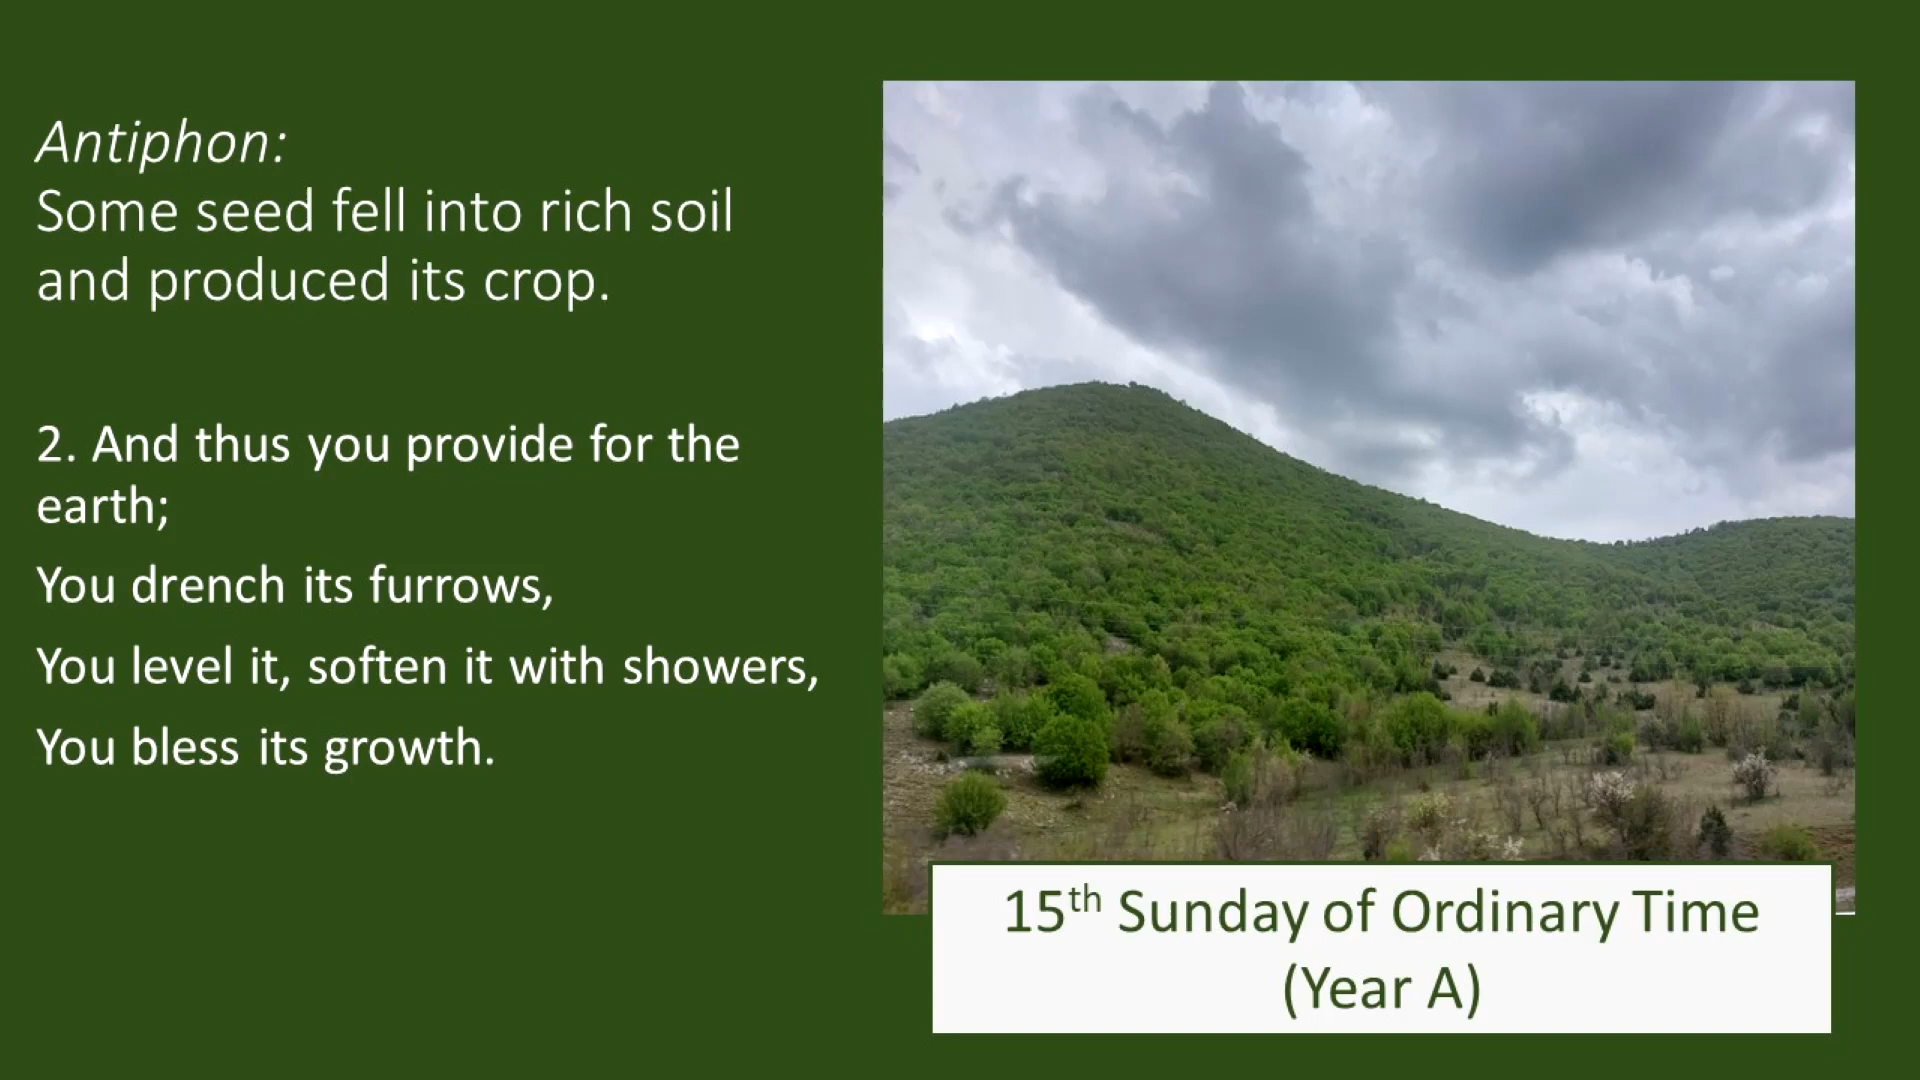 Antiphon:
Some seed fell into rich soil
and produced its crop.
2. And thus you provide for the
earth;
You drench its furrows,
You level it, soften it with showers,
You bless its growth.
15th Sunday of Ordinary Time
(Year A)